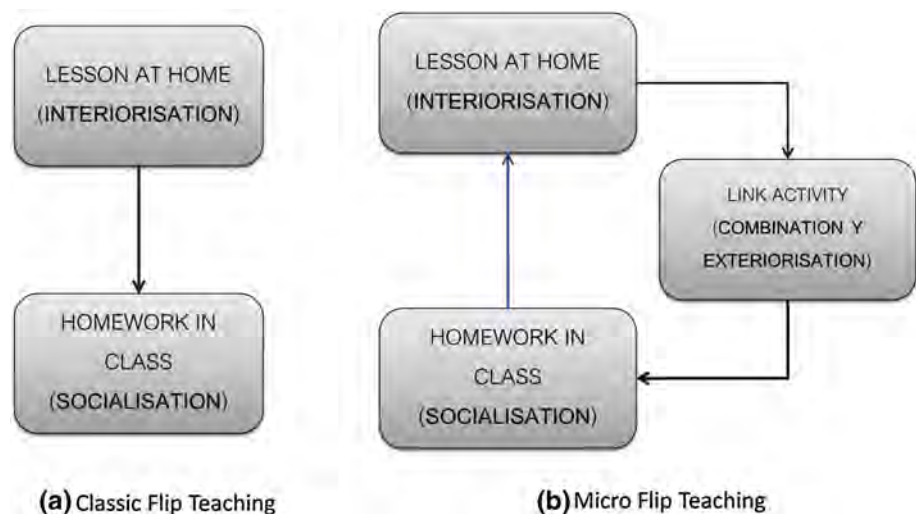 LESSON AT HOME
(INTERIORISATION)
HOMEWORK IN
CLASS
(SOCIALISATION)
(a) Classic Flip Teaching
LESSON AT HOME
(INTERIORISATION)
LINK ACTIVITY
(COMBINATION Y
EXTERIORISATION)
HOMEWORK IN
CLASS
(SOCIALISATION)
(b) Micro Flip Teaching